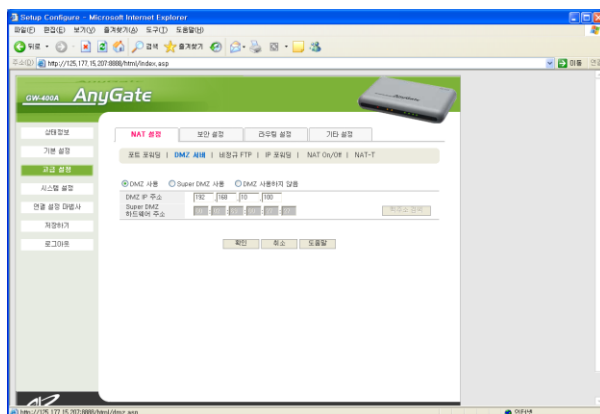 Setup Configure - Microsoft Internet Explorer
파일(F) 편집(E) 보기(V) 즐겨찾기(A) 도구(T) 도움말(H)
뒤로 검색 즐겨찾기
주소(D) http://125.177.15.207:8888/html/index.asp 이동
GW-400A AnyGate
상태정보
기본 설정
고급 설정
시스템 설정
연결 설정 마법사
저장하기
로그아웃
NAT 설정 보안 설정 라우팅 설정 기타 설정
포트 포워딩 | DMZ 서버 | 비정규 FTP | IP 포워딩 | NAT On/Off | NAT-T
DMZ 사용 Super DMZ 사용 DMZ 사용하지 않음
DMZ IP 주소 192 .168 .10 .100
Super DMZ
하드웨어 주소
확인 취소 도움말
http://125.177.15.207:8888/html/dmz.asp 인터넷